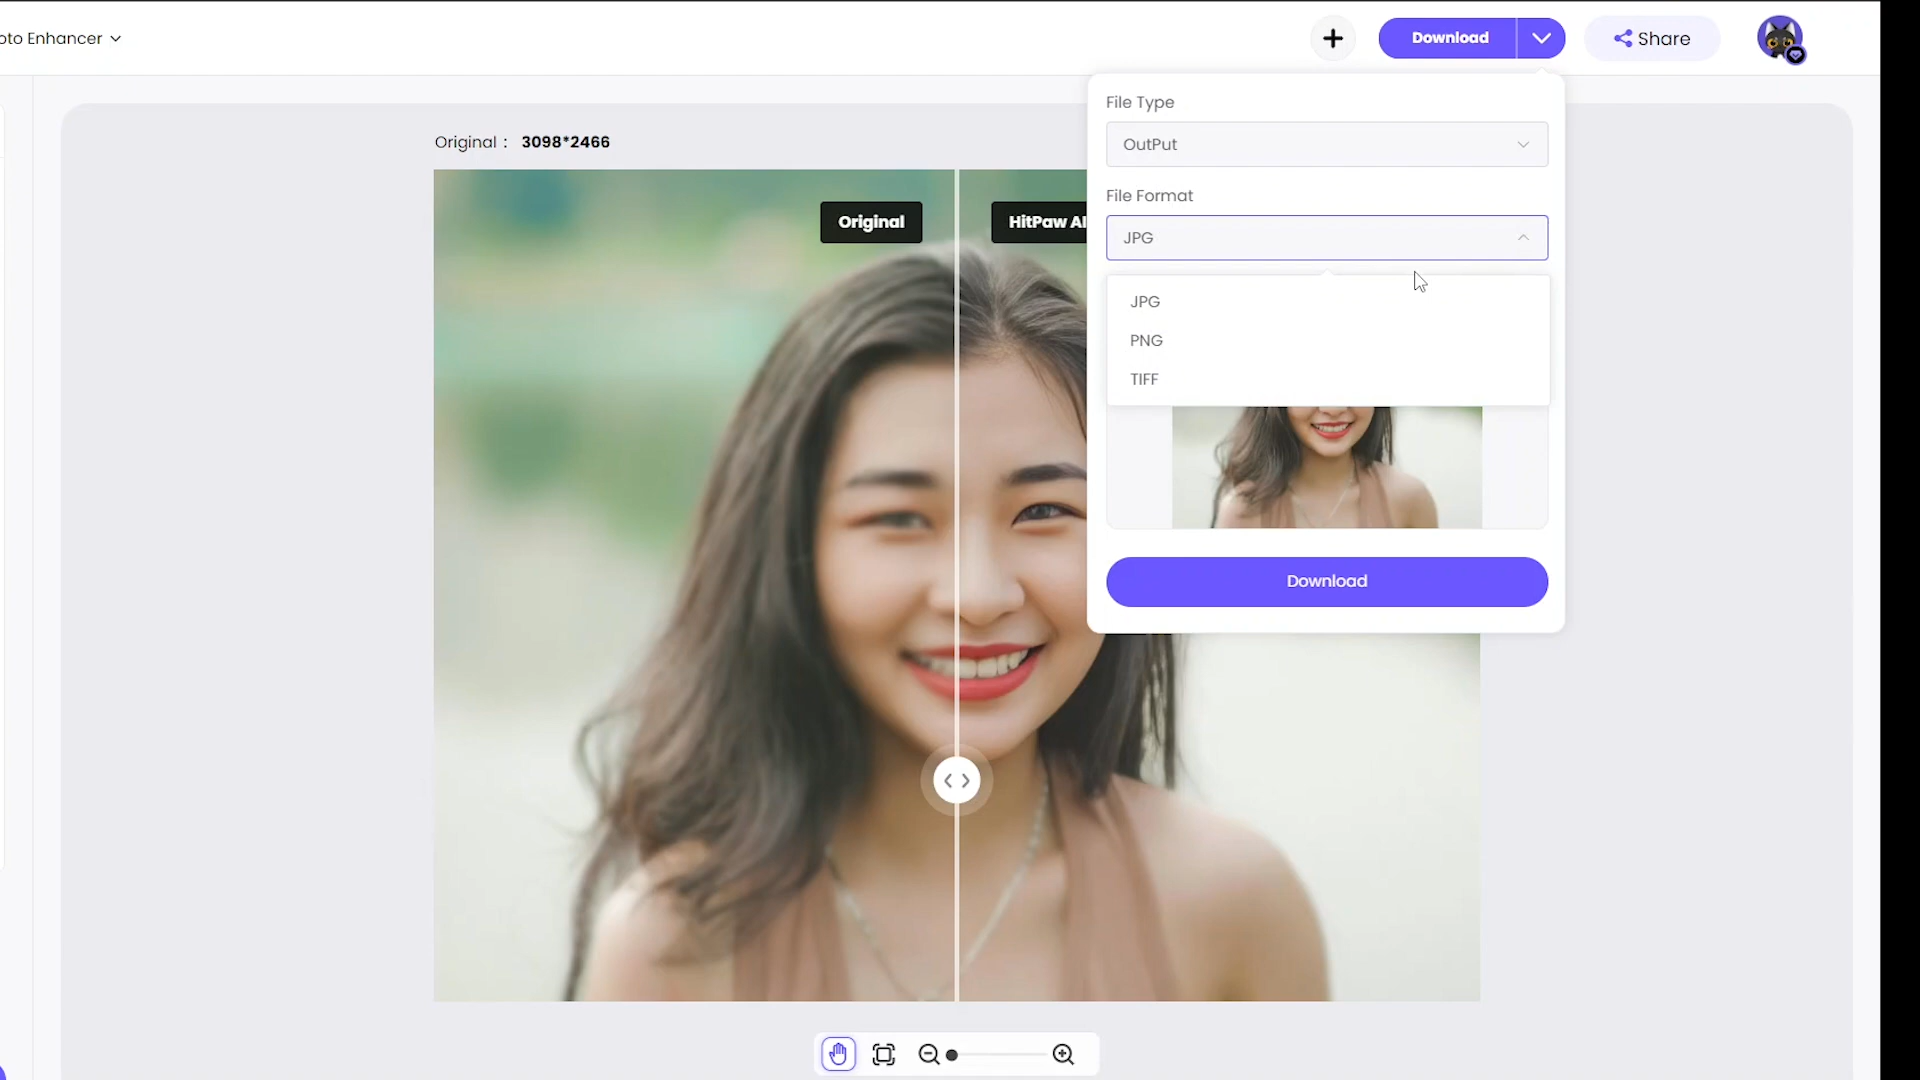 oto Enhancer
Download
Share
File Type
OutPut
Original : 3098*2466
File Format
Original
HitPaw AI
JPG
JPG
PNG
TIFF
Download